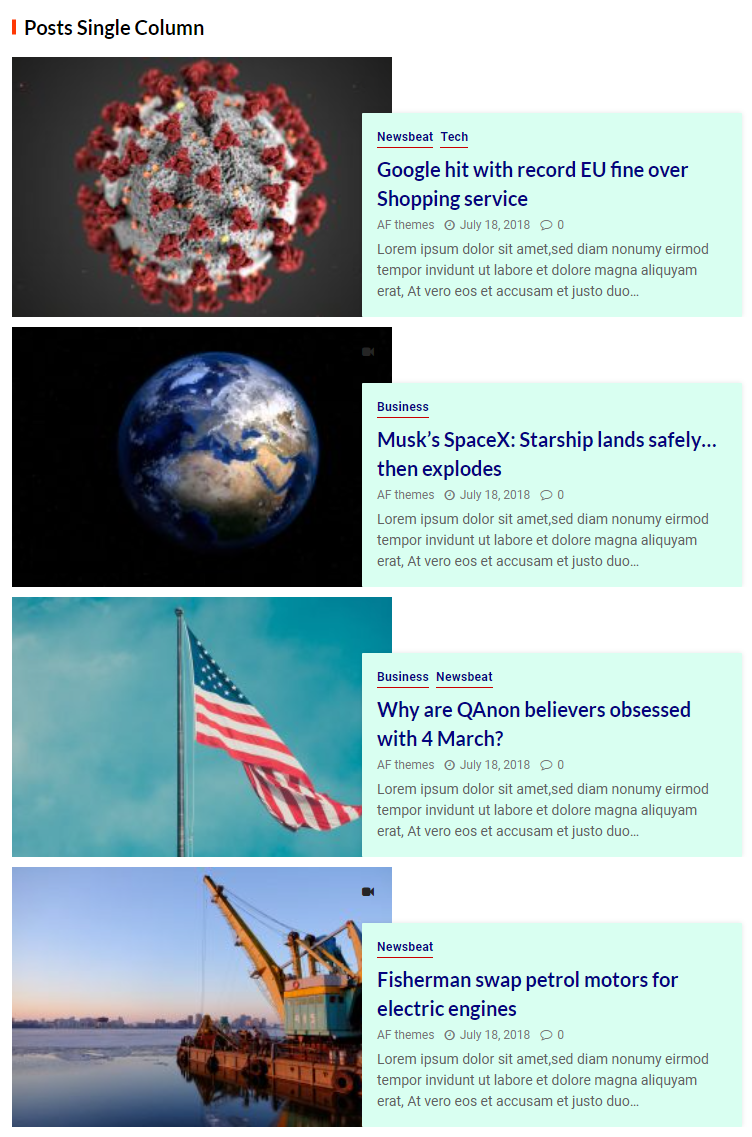 Posts Single Column
Newsbeat Tech
Google hit with record EU fine over
Shopping service
AF themes July 18, 2018 0
Lorem ipsum dolor sit amet,sed diam nonumy eirmod
tempor invidunt ut labore et dolore magna aliquyam
erat, At vero eos et accusam et justo duo...
Business
Musk’s SpaceX: Starship lands safely…
then explodes
AF themes July 18, 2018 0
Lorem ipsum dolor sit amet,sed diam nonumy eirmod
tempor invidunt ut labore et dolore magna aliquyam
erat, At vero eos et accusam et justo duo...
Business Newsbeat
Why are QAnon believers obsessed
with 4 March?
AF themes July 18, 2018 0
Lorem ipsum dolor sit amet,sed diam nonumy eirmod
tempor invidunt ut labore et dolore magna aliquyam
erat, At vero eos et accusam et justo duo...
Newsbeat
Fisherman swap petrol motors for
electric engines
AF themes July 18, 2018 0
Lorem ipsum dolor sit amet,sed diam nonumy eirmod
tempor invidunt ut labore et dolore magna aliquyam
erat, At vero eos et accusam et justo duo...